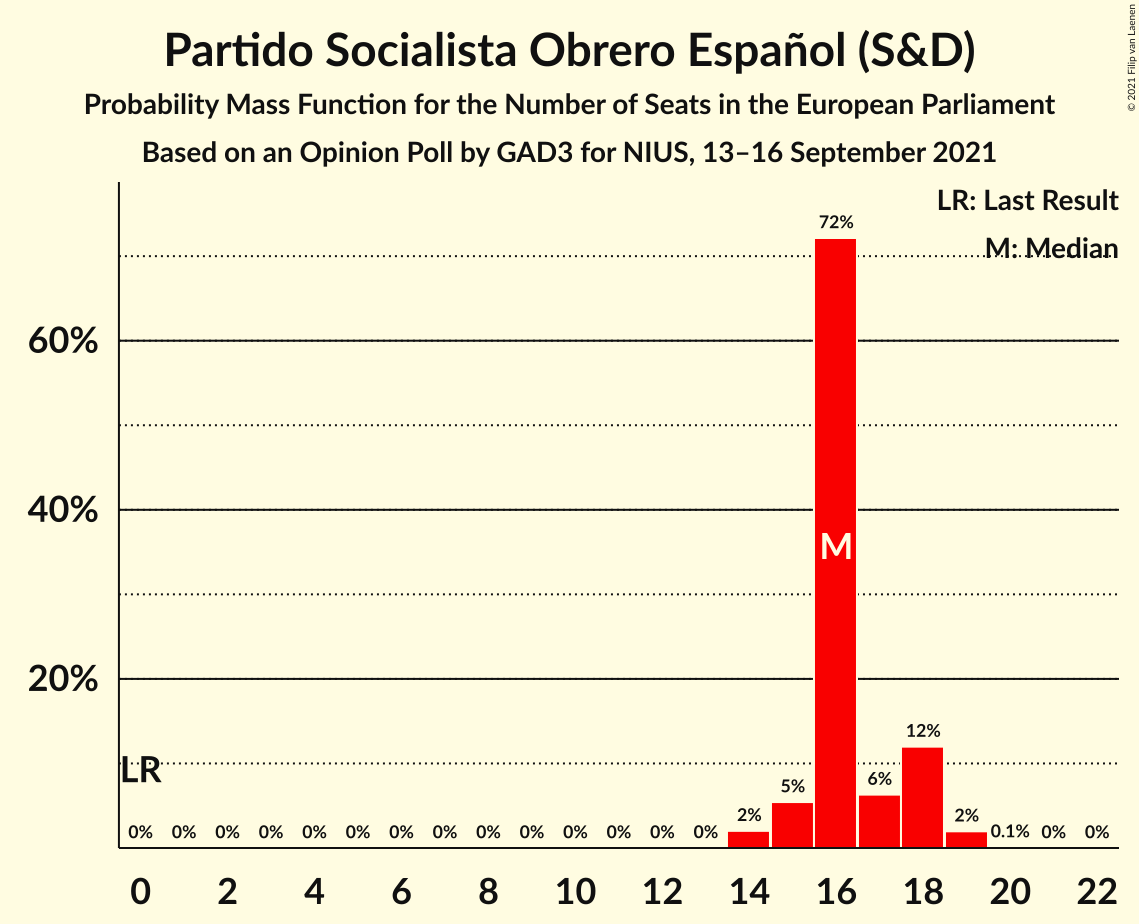 Partido Socialista Obrero Español (S&D)
Probability Mass Function for the Number of Seats in the European Parliament
Based on an Opinion Poll by GAD3 for NIUS, 13–16 September 2021
© 2021 Filip van Laenen
LR: Last Result
M: Median
60%
40%
20%
72%
M
LR
0% 0% 0% 0% 0% 0% 0% 0% 0% 0% 0% 0% 0% 0% 2% 5% 6% 12% 2% 0.1% 0% 0%
0 2 4 6 8 10 12 14 16 18 20 22